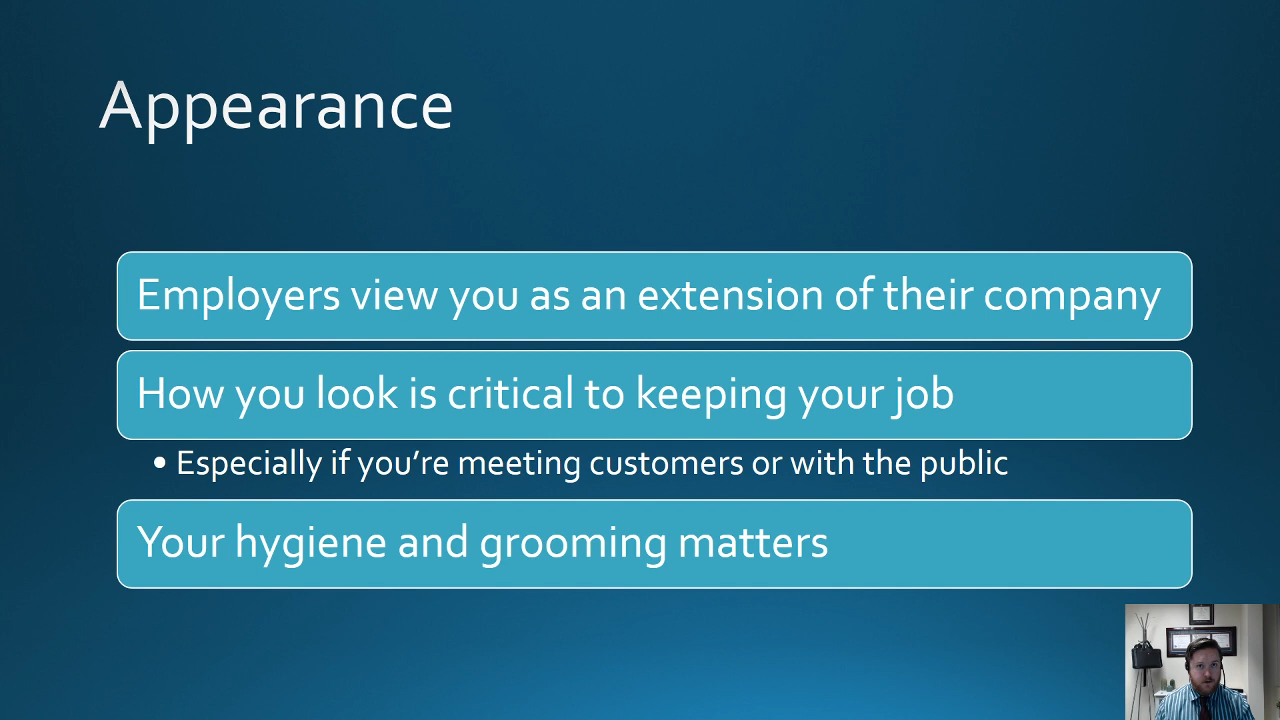 Appearance
Employers view you as an extension of their company
How you look is critical to keeping your job
• Especially if you’re meeting customers or with the public
Your hygiene and grooming matters